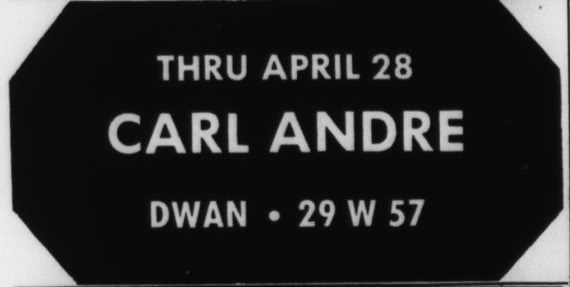 THRU APRIL 28
CARL ANDRE
DWAN • 29 W 57